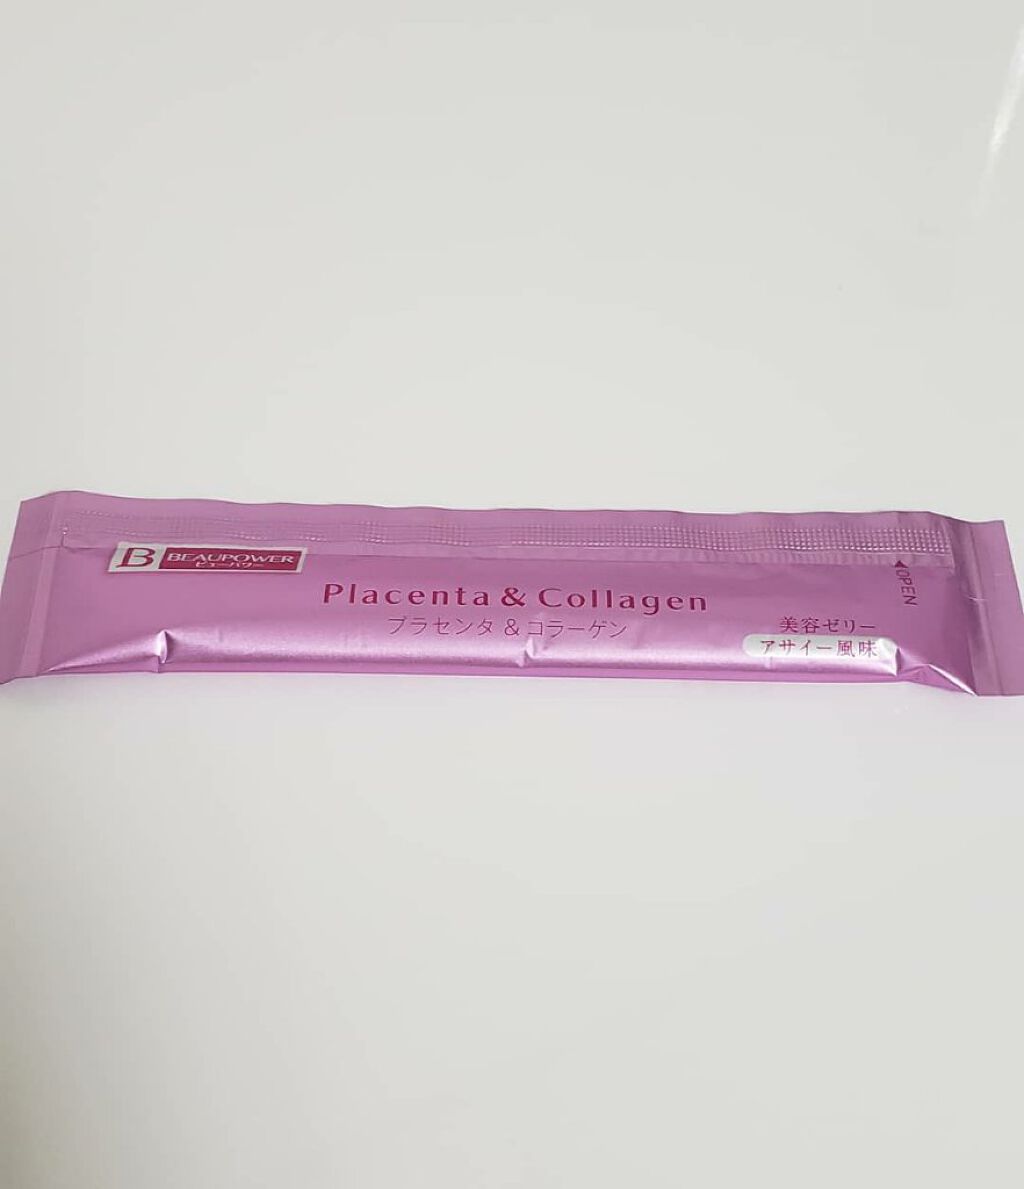 B BEAUPOWER
ビューパワー
Placenta & Collagen
プラセンタ & コラーゲン
美容ゼリー
アサイー風味
◀OPEN